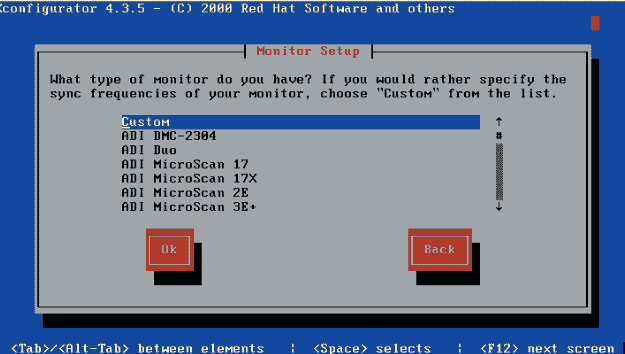 Xconfigurator 4.3.5 - (C) 2000 Red Hat Software and others
Monitor Setup
What type of monitor do you have? If you would rather specify the
sync frequencies of your monitor, choose "Custom" from the list.
Custom
ADI DMC-2304
ADI Duo
ADI MicroScan 17
ADI MicroScan 17X
ADI MicroScan 2E
ADI MicroScan 3E+
Ok Back
<Tab>/<Alt-Tab> between elements | <Space> selects | <F12> next screen